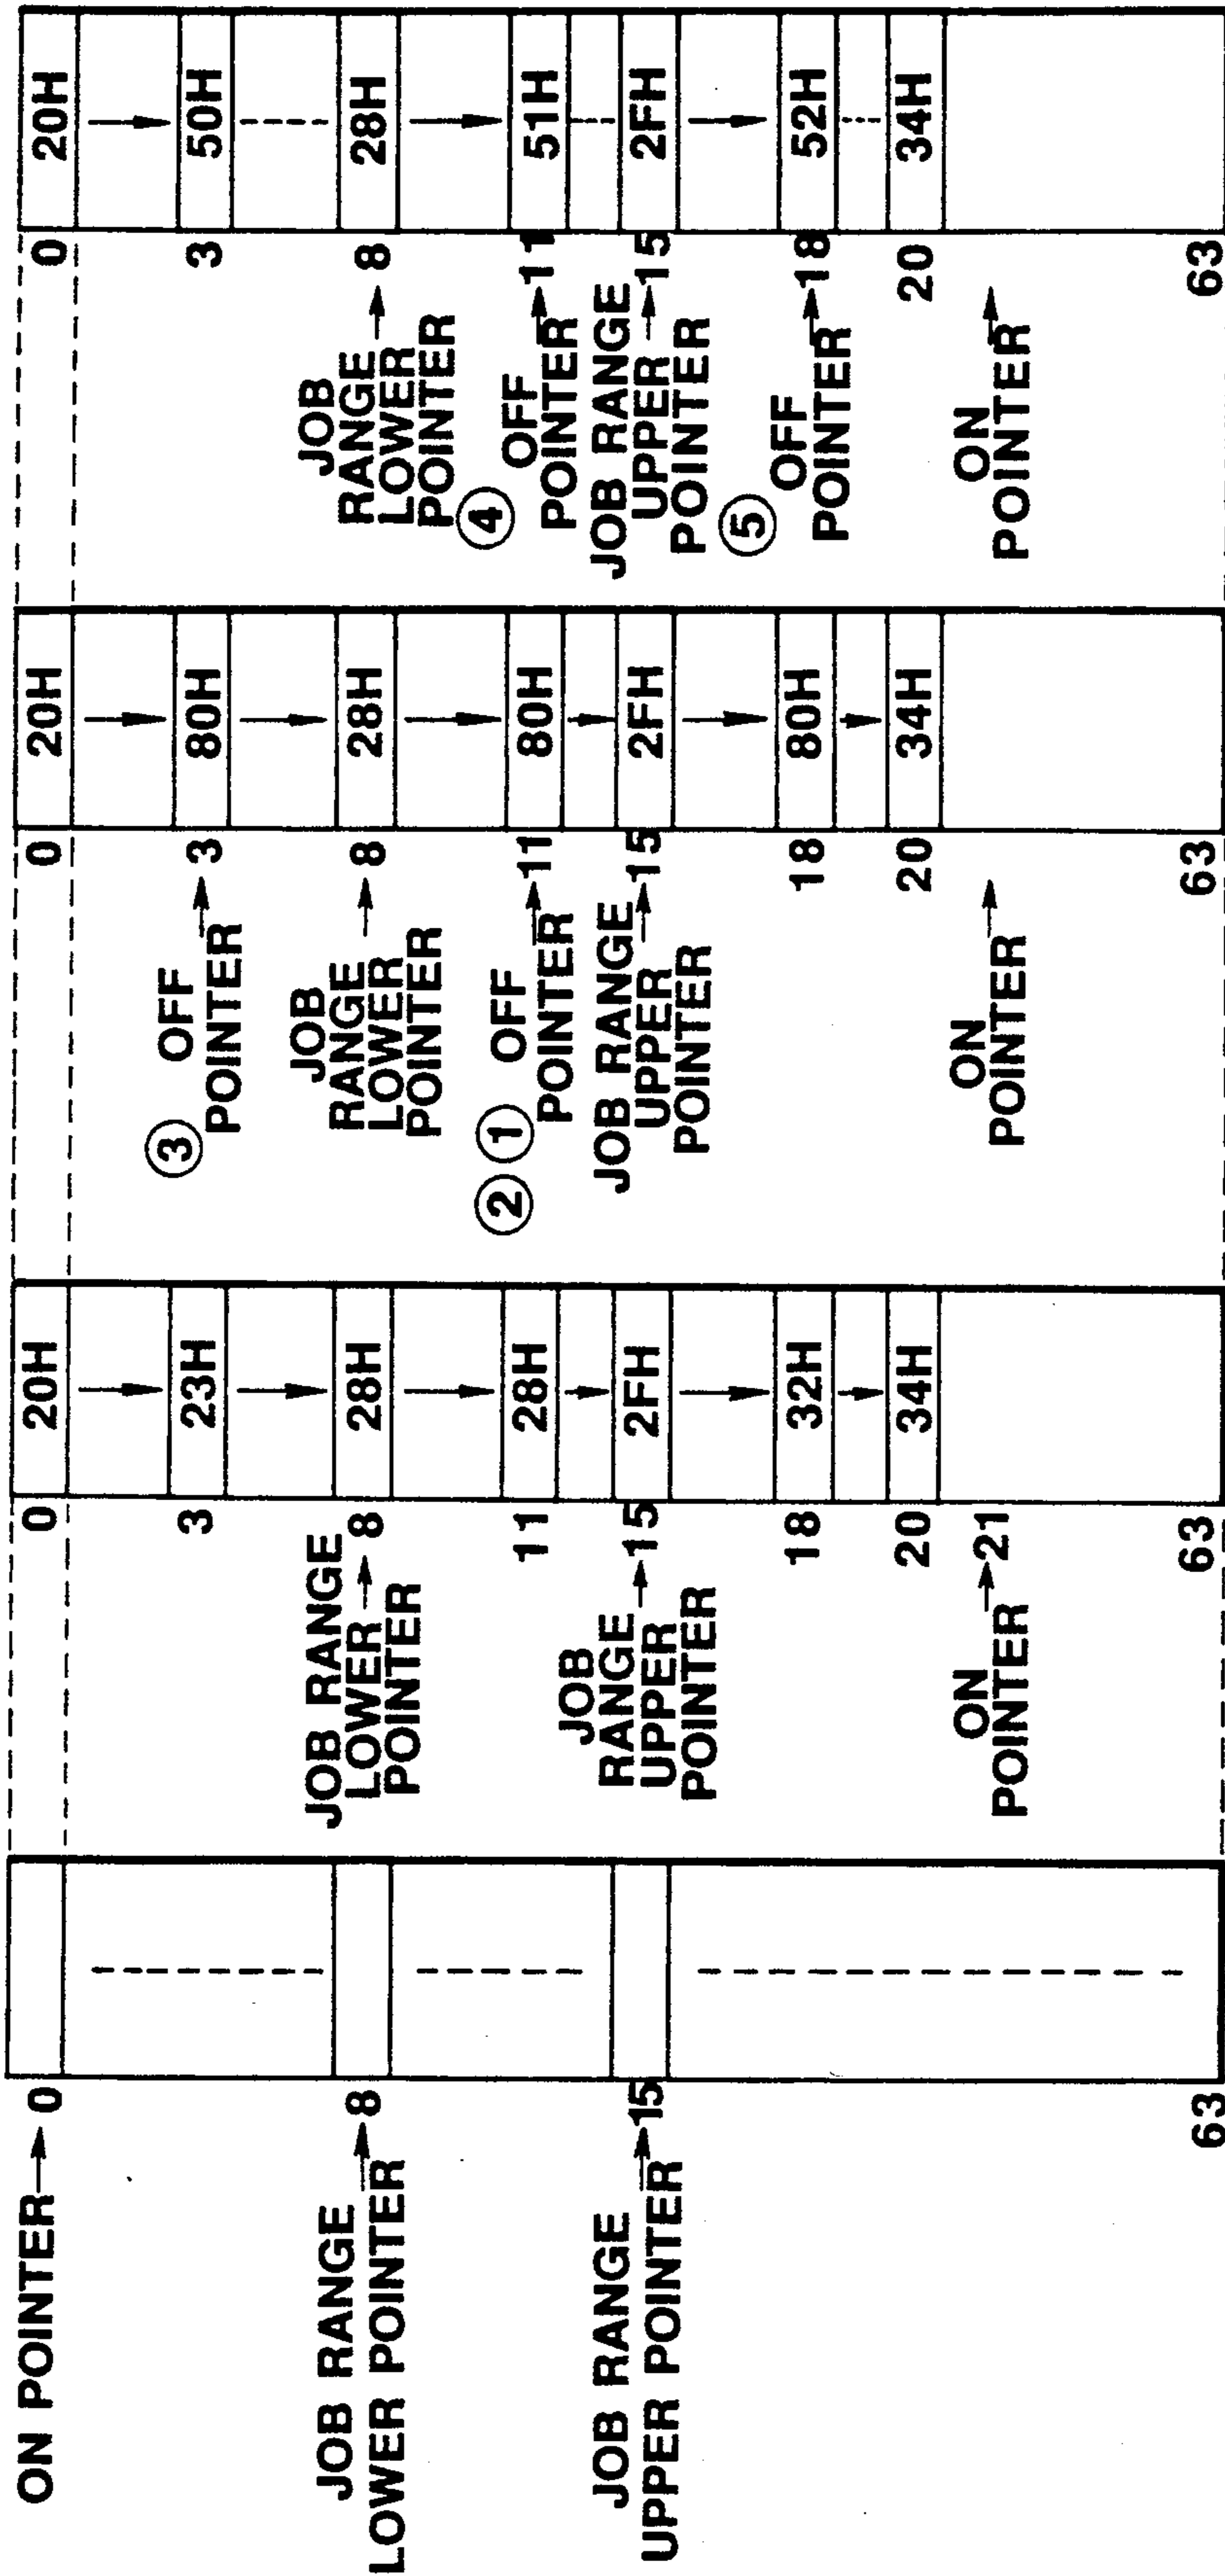 ON POINTER
0
JOB RANGE
LOWER POINTER
8
JOB RANGE
UPPER POINTER
15
63
0
20H
3
23H
JOB RANGE
LOWER
POINTER
8
28H
11
28H
JOB
RANGE
UPPER
POINTER
15
2FH
18
32H
20
34H
ON
POINTER
21
63
0
20H
3
OFF
POINTER
3
80H
JOB
RANGE
LOWER
POINTER
8
28H
2
1
OFF
POINTER
11
80H
JOB RANGE
UPPER
POINTER
15
2FH
18
80H
20
34H
ON
POINTER
63
0
20H
3
50H
JOB
RANGE
LOWER
POINTER
8
28H
4
OFF
POINTER
11
51H
JOB RANGE
UPPER
POINTER
15
2FH
5
OFF
POINTER
18
52H
20
34H
ON
POINTER
63